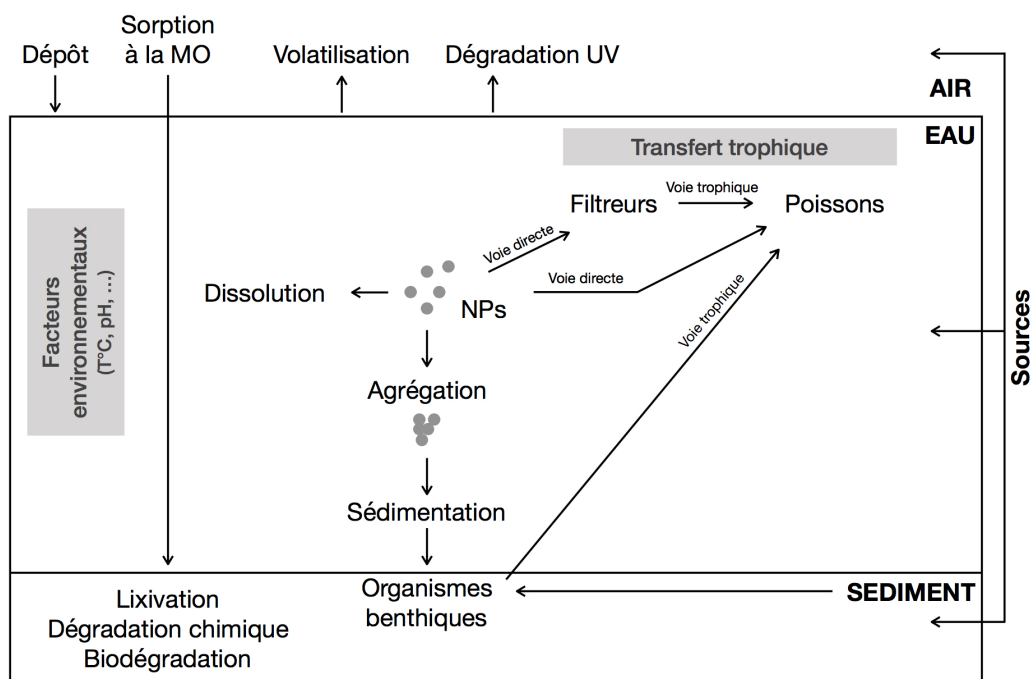 Dépôt
Sorption
à la MO
Volatilisation
Dégradation UV
AIR
EAU
Transfert trophique
Filtreurs
Voie trophique
Poissons
Voie directe
Voie directe
Voie trophique
Dissolution
NPs
Facteurs
environnementaux
(T°C, pH, …)
Agrégation
Sédimentation
Sources
Organismes
benthiques
SEDIMENT
Lixivation
Dégradation chimique
Biodégradation